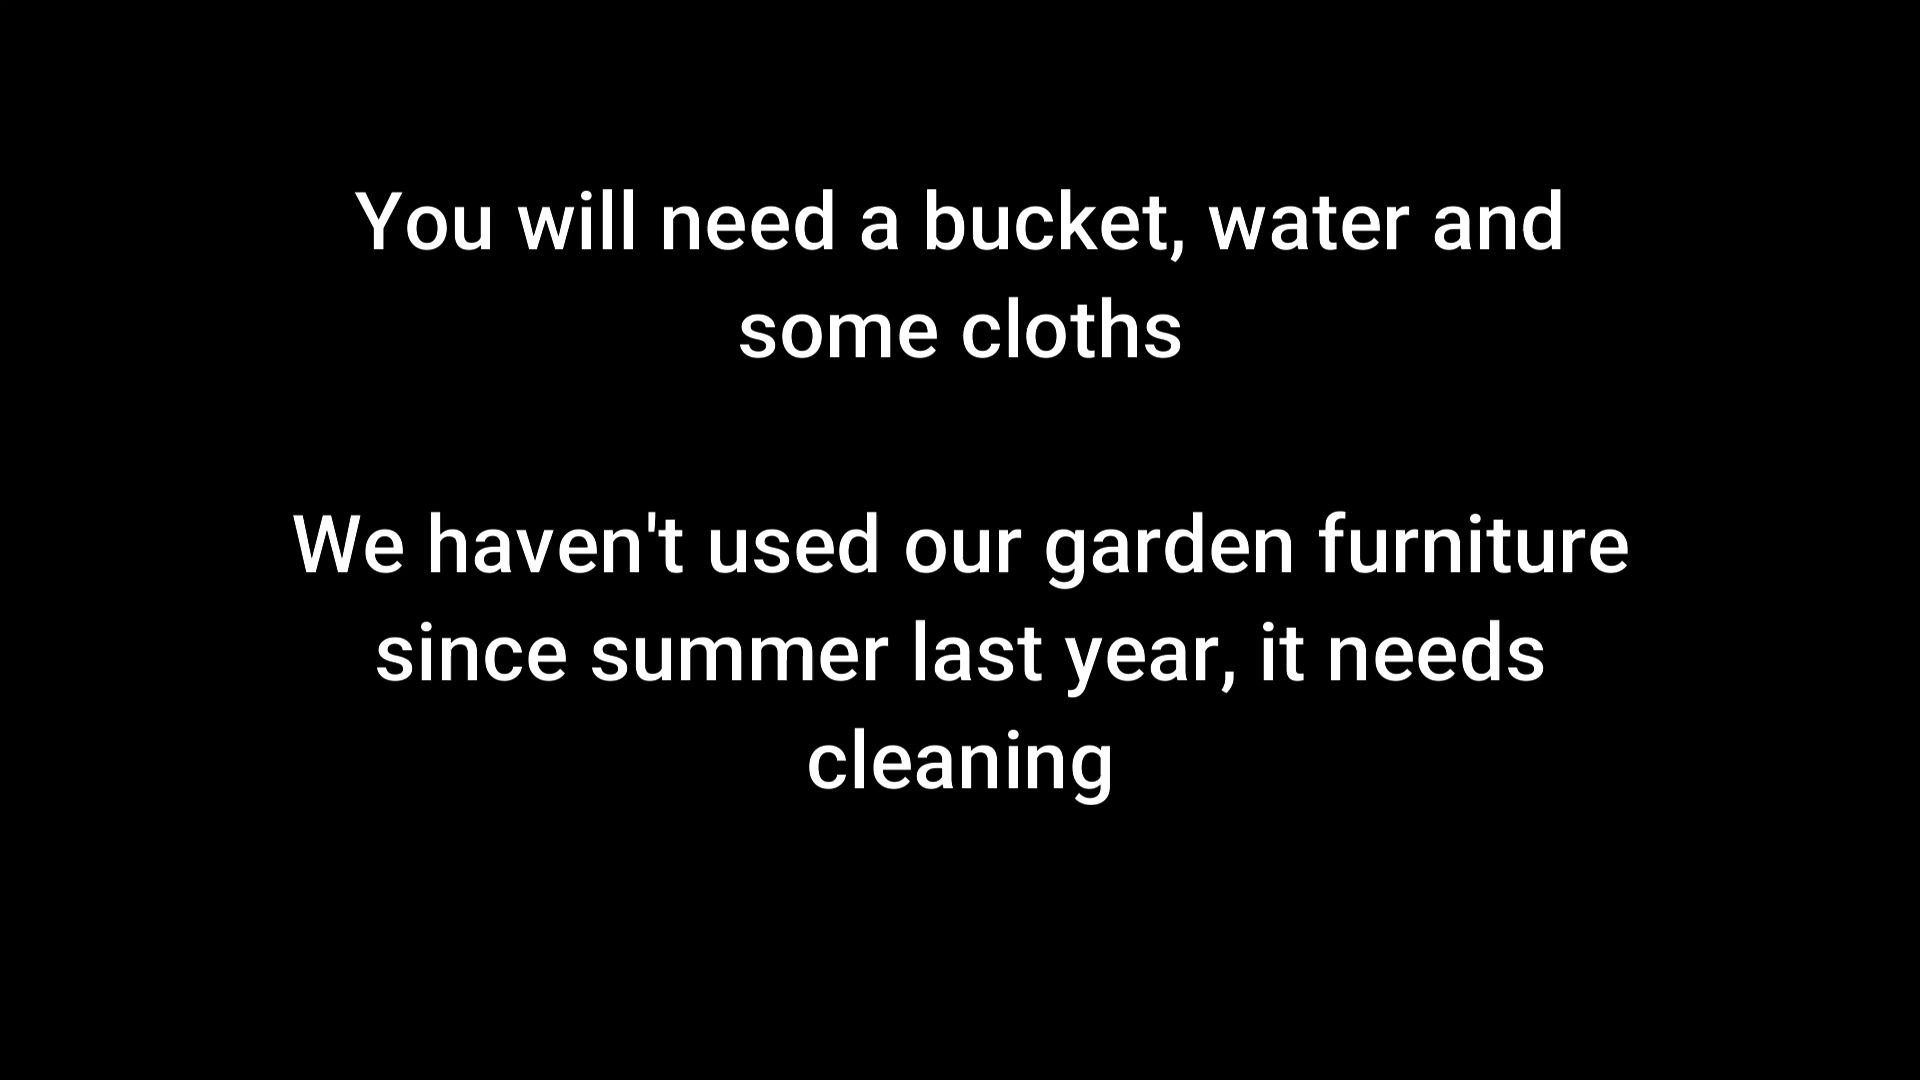 You will need a bucket, water and
some cloths
We haven't used our garden furniture
since summer last year, it needs
cleaning